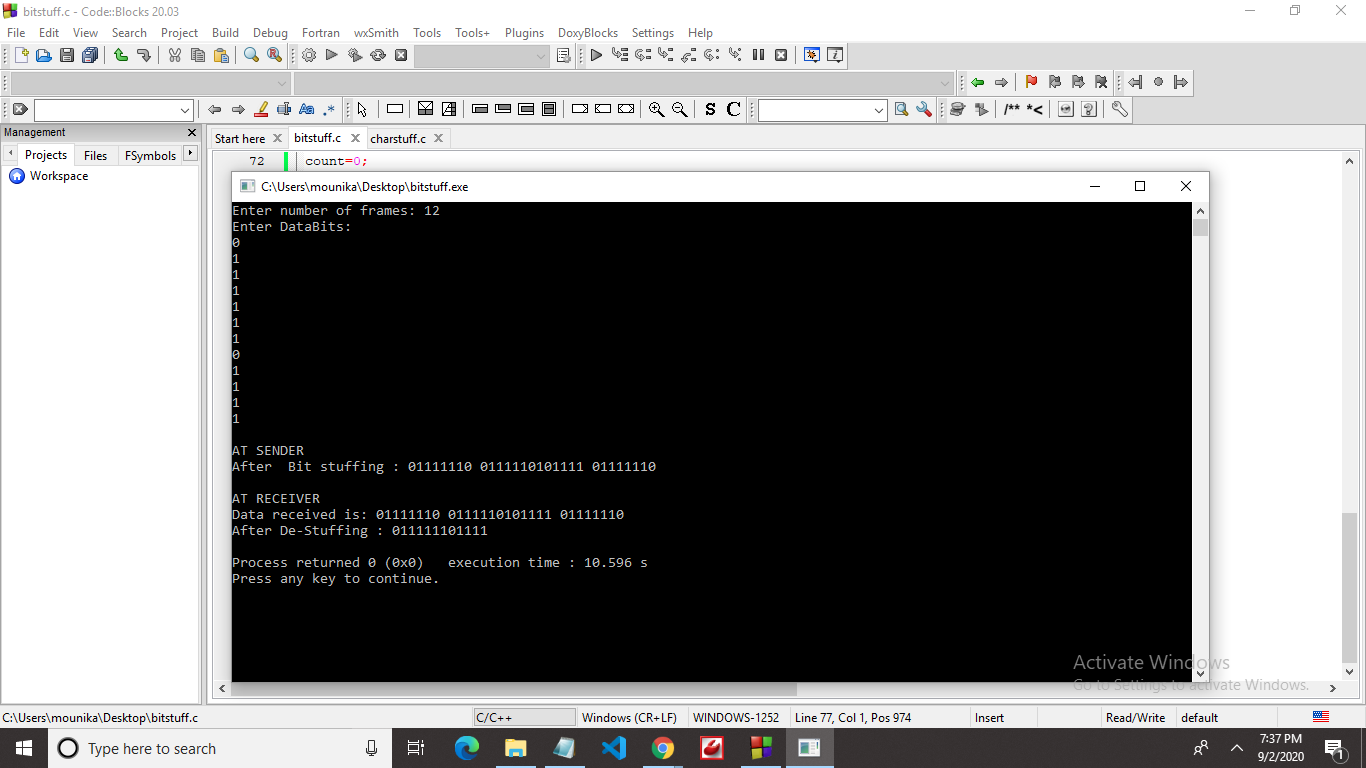 bitstuff.c - Code::Blocks 20.03
File Edit View Search Project Build Debug Fortran wxSmith Tools Tools+ Plugins DoxyBlocks Settings Help
S C /** *<
Management
Start here bitstuff.c charstuff.c
Projects Files FSymbols
72 count=0;
Workspace
C:\Users\mounika\Desktop\bitstuff.exe
Enter number of frames: 12
Enter DataBits:
0
1
1
1
1
1
1
0
1
1
1
1
AT SENDER
After  Bit stuffing : 01111110 0111110101111 01111110
AT RECEIVER
Data received is: 01111110 0111110101111 01111110
After De-Stuffing : 011111101111
Process returned 0 (0x0)   execution time : 10.596 s
Press any key to continue.
Activate Windows
Go to Settings to activate Windows.
C:\Users\mounika\Desktop\bitstuff.c C/C++ Windows (CR+LF) WINDOWS-1252 Line 77, Col 1, Pos 974 Insert Read/Write default
Type here to search
7:37 PM
9/2/2020
1